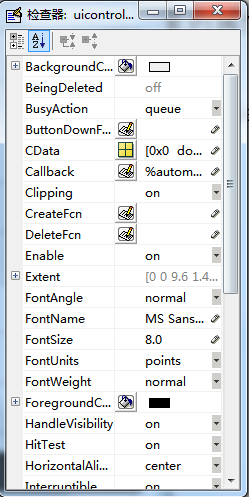 检查器: uicontrol...
BackgroundC...
BeingDeleted off
BusyAction queue
ButtonDownF...
CData [0x0 do...
Callback %autom...
Clipping on
CreateFcn
DeleteFcn
Enable on
Extent [0 0 9.6 1.4...
FontAngle normal
FontName MS Sans...
FontSize 8.0
FontUnits points
FontWeight normal
ForegroundC...
HandleVisibility on
HitTest on
HorizontalAli... center
Interruptible on